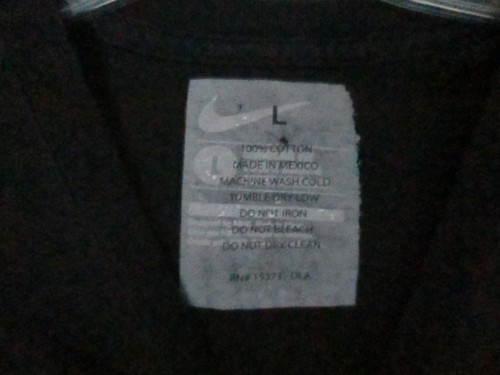 L
100% COTTON
L
MADE IN MEXICO
MACHINE WASH COLD
TUMBLE DRY LOW
DO NOT IRON
DO NOT BLEACH
DO NOT DRY CLEAN